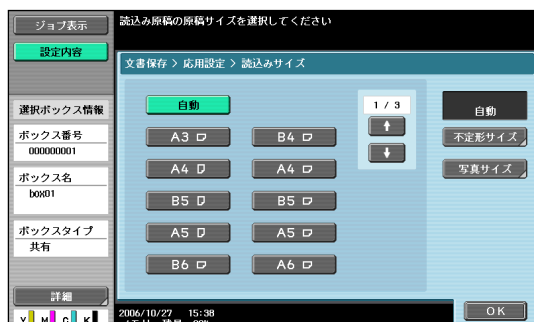 ジョブ表示
読込み原稿の原稿サイズを選択してください
設定内容
文書保存 > 応用設定 > 読込みサイズ
選択ボックス情報
ボックス番号
000000001
ボックス名
box01
ボックスタイプ
共有
詳細
Y M C K
自動
A3 B4
A4 A4
B5 B5
A5 A5
B6 A6
1 / 3
↑
↓
自動
不定形サイズ
写真サイズ
2006/10/27 15:38
OK